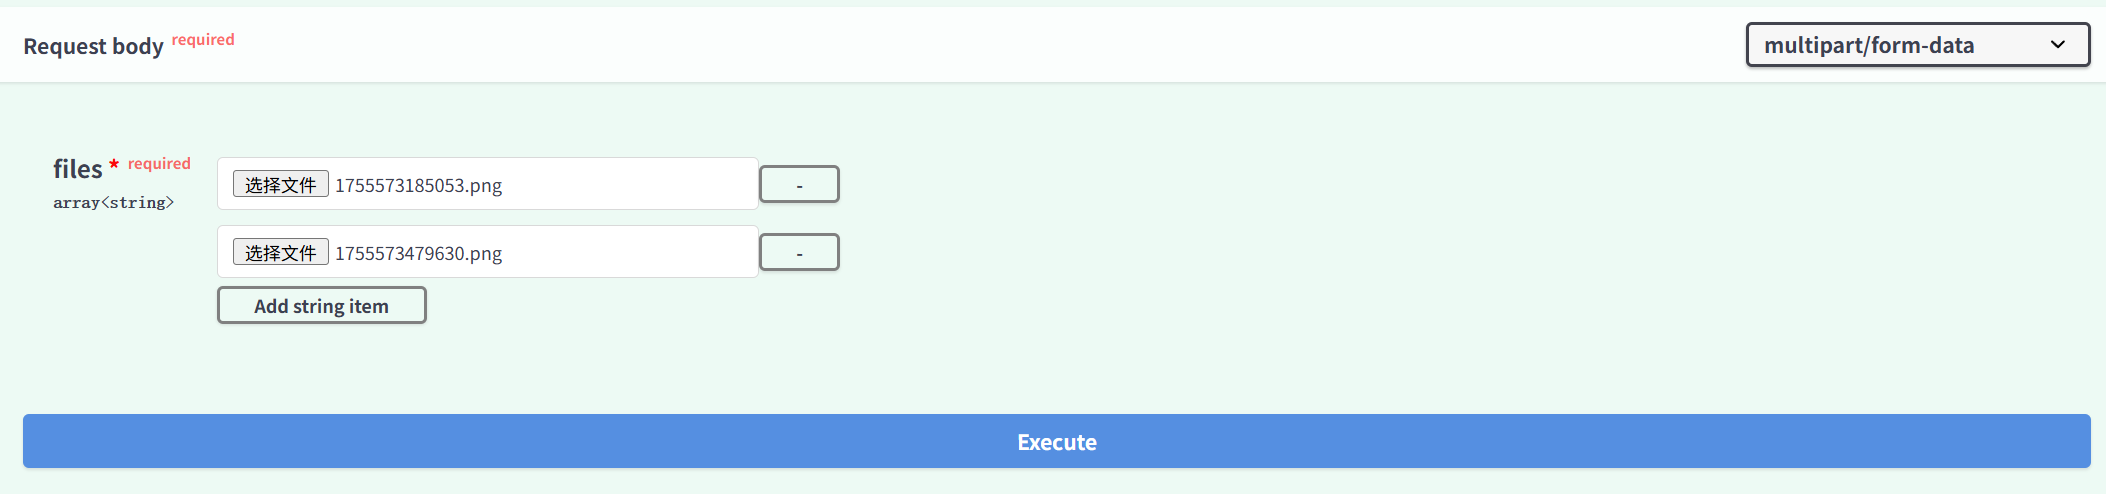 Request body required
multipart/form-data
files * required
array<string>
选择文件 1755573185053.png
-
选择文件 1755573479630.png
-
Add string item
Execute